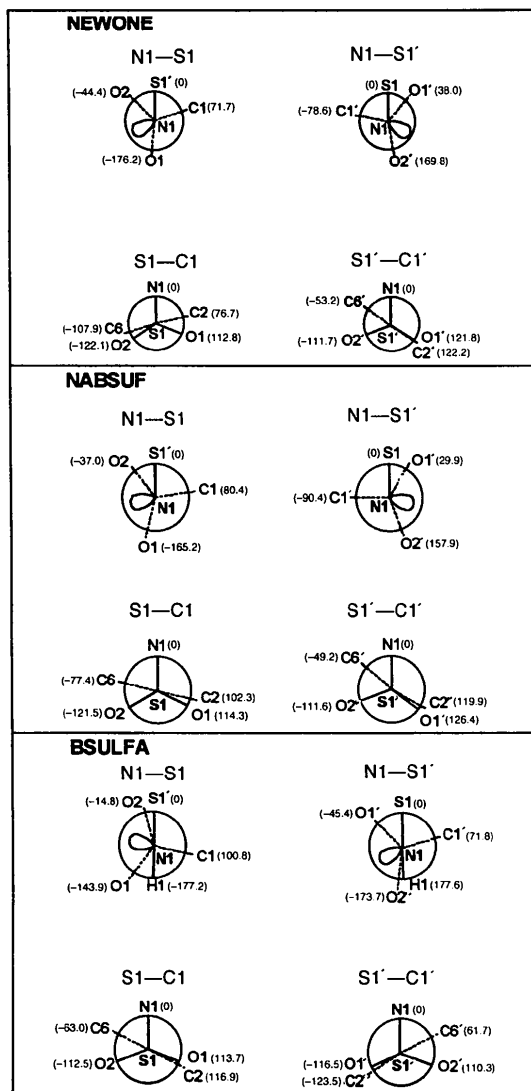 NEWONE
N1—S1
N1—S1′
S1′(0)
(0) S1
(−44.4) O2
O1′(38.0)
C1(71.7)
(−78.6) C1′
N1
N1
(−176.2) O1
O2′(169.8)
S1—C1
S1′—C1′
N1(0)
N1(0)
(−53.2) C6′
C2 (76.7)
(−107.9) C6
O1 (112.8)
(−122.1) O2
S1
(−111.7) O2′
S1′
O1′(121.8)
C2′(122.2)
NABSUF
N1—S1
N1—S1′
S1′(0)
(0) S1
(−37.0) O2
O1′(29.9)
C1 (80.4)
(−90.4) C1′
N1
N1
O1 (−165.2)
O2′(157.9)
S1—C1
S1′—C1′
N1(0)
N1(0)
(−77.4) C6
(−49.2) C6′
C2 (102.3)
(−121.5) O2
S1
O1 (114.3)
(−111.6) O2′
S1′
C2′(119.9)
O1′(126.4)
BSULFA
N1—S1
N1—S1′
(−14.8) O2
S1′(0)
S1(0)
(−45.4) O1′
C1′(71.8)
N1
C1 (100.8)
N1
(−143.9) O1
H1 (−177.2)
(−173.7) O2′
H1 (177.6)
S1—C1
S1′—C1′
N1(0)
N1(0)
(−63.0) C6
C6′(61.7)
(−112.5) O2
S1
O1 (113.7)
C2 (116.9)
(−116.5) O1′
S1′
O2′(110.3)
(−123.5) C2′